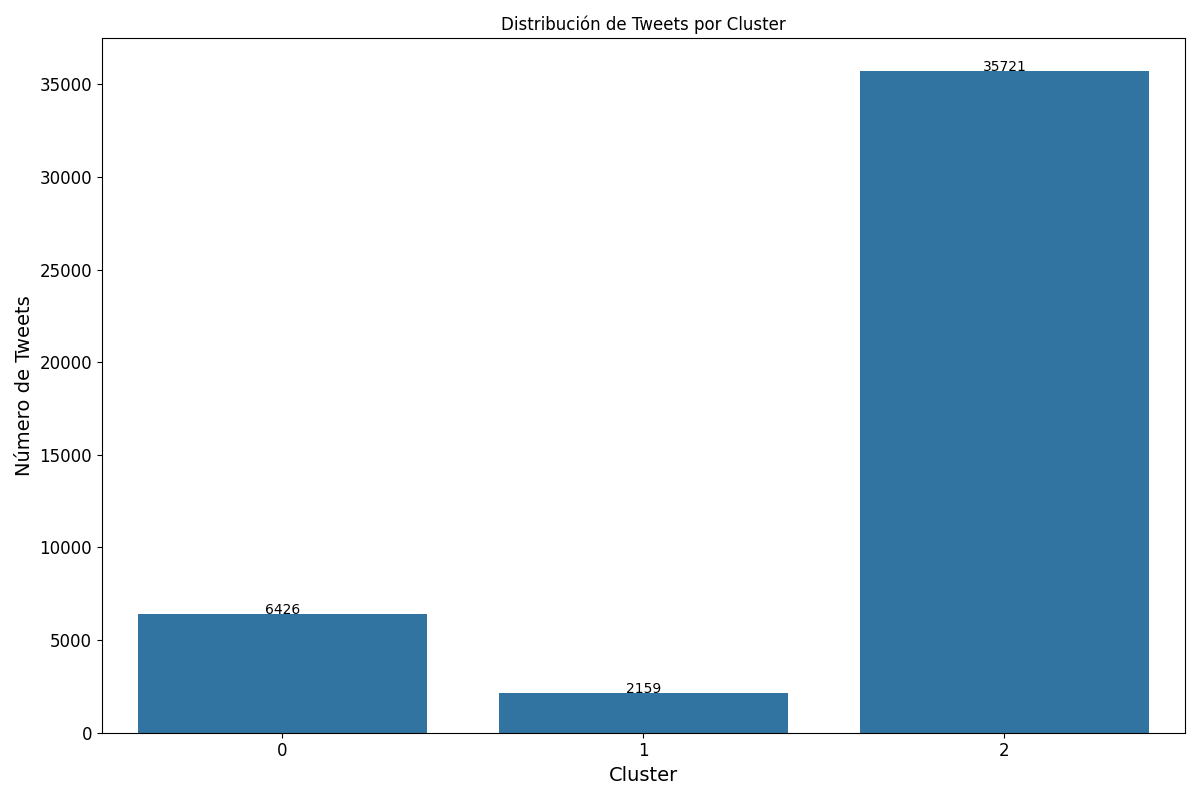 Distribución de Tweets por Cluster
Número de Tweets
35000
30000
25000
20000
15000
10000
5000
0
6426
2159
35721
0 1 2
Cluster